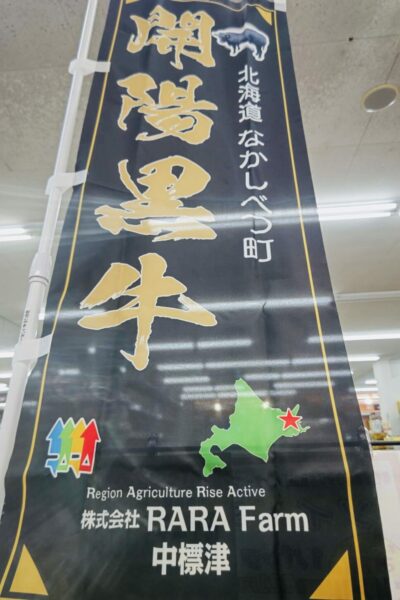 開陽黒牛
北海道 なかしべつ町
Region Agriculture Rise Active
株式会社 RARA Farm
中標津